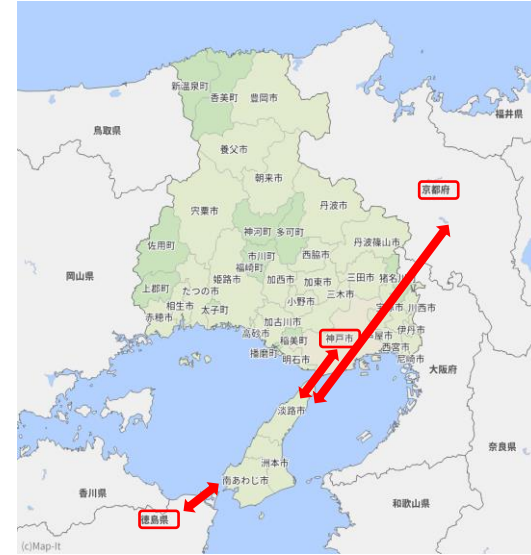 新温泉町
香美町
豊岡市
福井県
鳥取県
養父市
朝来市
京都府
宍粟市
丹波市
佐用町
神河町
多可町
丹波篠山市
市川町
西脇市
岡山県
福崎町
上郡町
たつの市
姫路市
加西市
加東市
三田市
猪名川
相生市
太子町
小野市
三木市
川西市
赤穂市
加古川市
高砂市
稲美町
神戸市
屋市
伊丹市
西宮市
播磨町
明石市
尼崎市
大阪府
淡路市
奈良県
洲本市
南あわじ市
香川県
和歌山県
徳島県
(c)Map-It